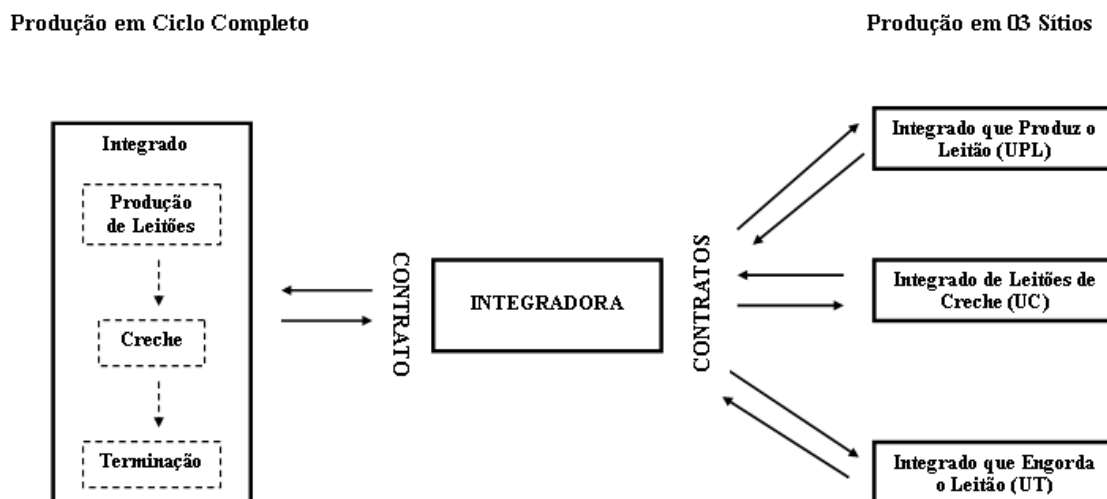 Produção em Ciclo Completo
Produção em 03 Sítios
Integrado
Produção
de Leitões
Creche
Terminação
CONTRATO
INTEGRADORA
CONTRATOS
Integrado que Produz o
Leitão (UPL)
Integrado de Leitões de
Creche (UC)
Integrado que Engorda
o Leitão (UT)